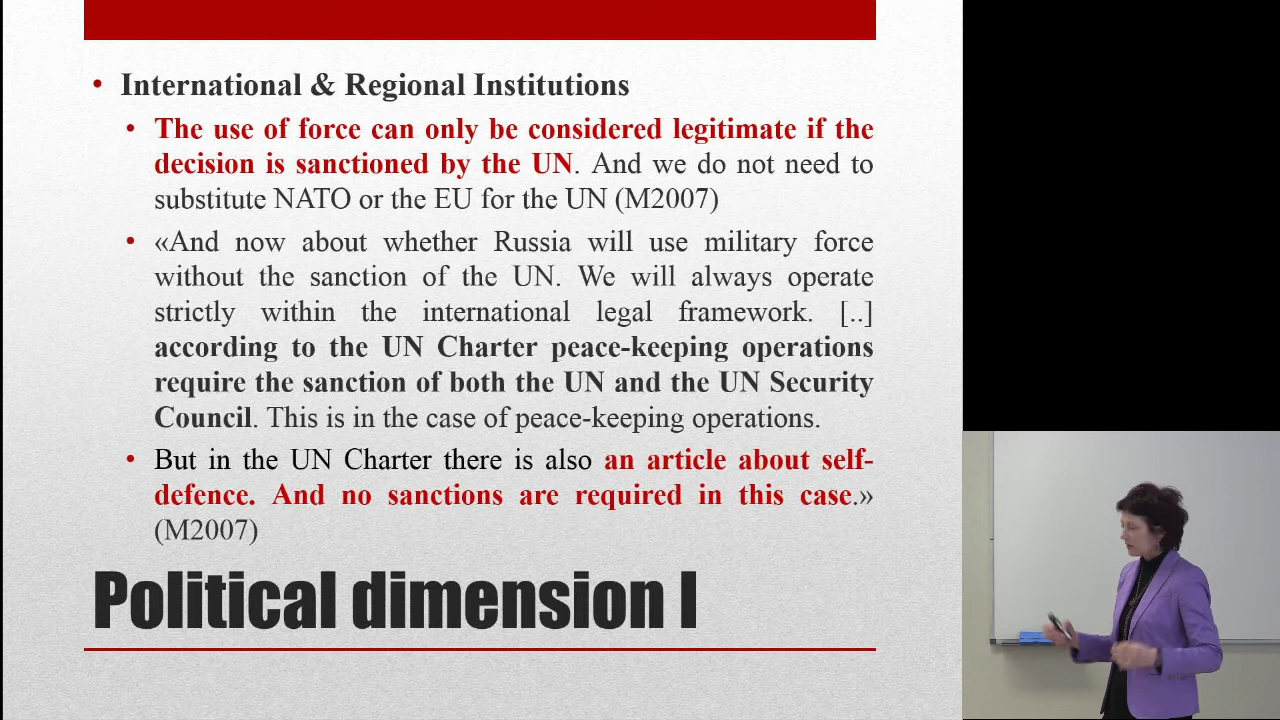 • International & Regional Institutions
• The use of force can only be considered legitimate if the
decision is sanctioned by the UN. And we do not need to
substitute NATO or the EU for the UN (M2007)
• «And now about whether Russia will use military force
without the sanction of the UN. We will always operate
strictly within the international legal framework. [..]
according to the UN Charter peace-keeping operations
require the sanction of both the UN and the UN Security
Council. This is in the case of peace-keeping operations.
• But in the UN Charter there is also an article about self-
defence. And no sanctions are required in this case.»
(M2007)
Political dimension I